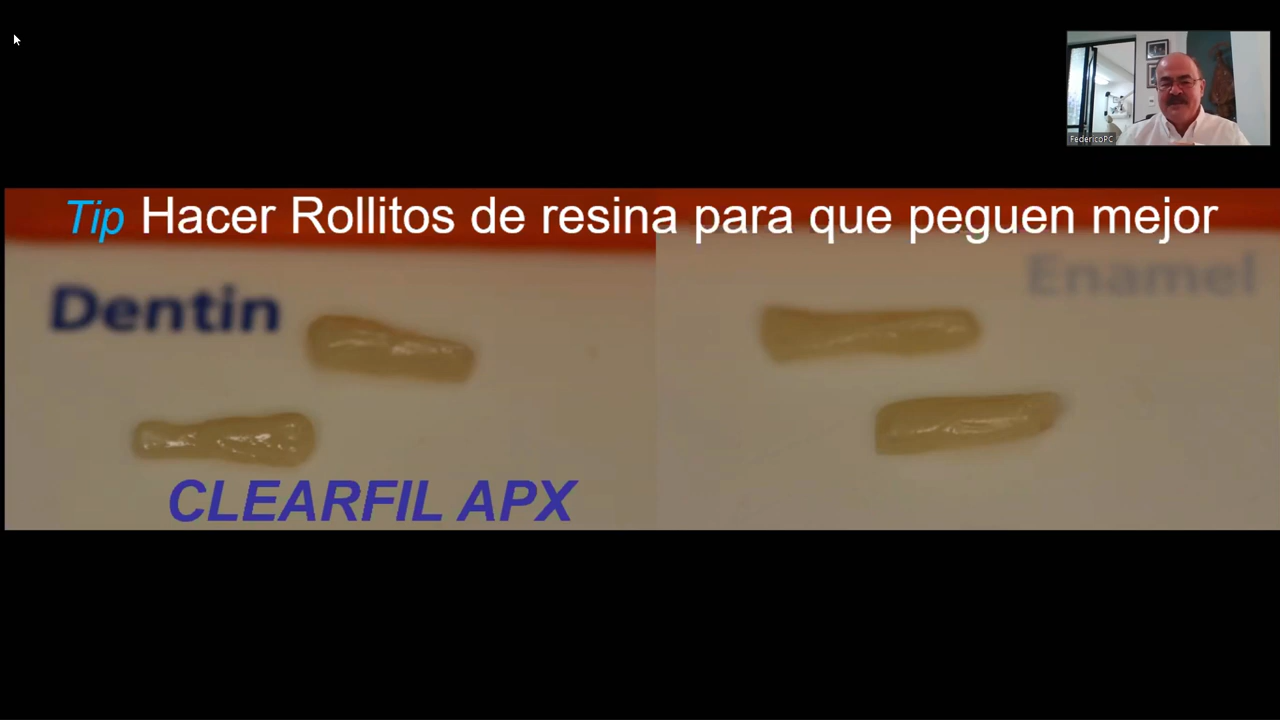 FedericoPC
Tip Hacer Rollitos de resina para que peguen mejor
Dentin
Enamel
CLEARFIL APX